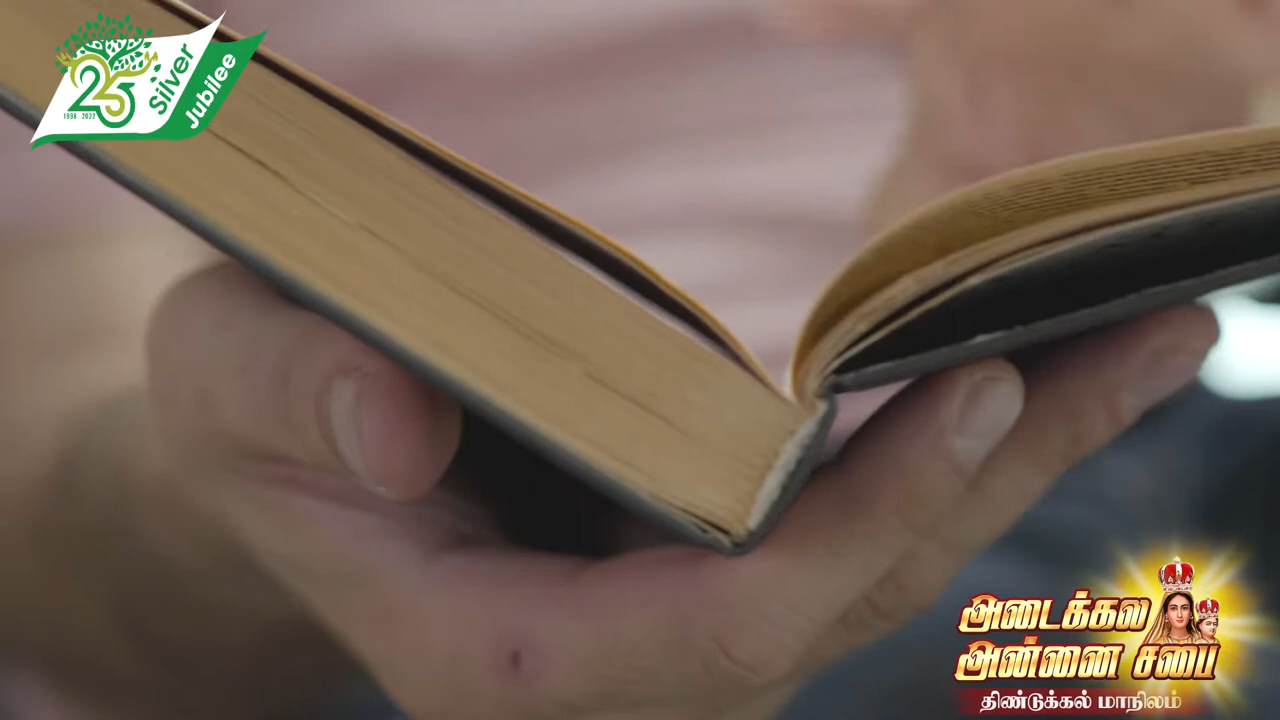 25
Silver
Jubilee
1998 - 2022
அடைக்கல
அன்னை சபை
திண்டுக்கல் மாநிலம்